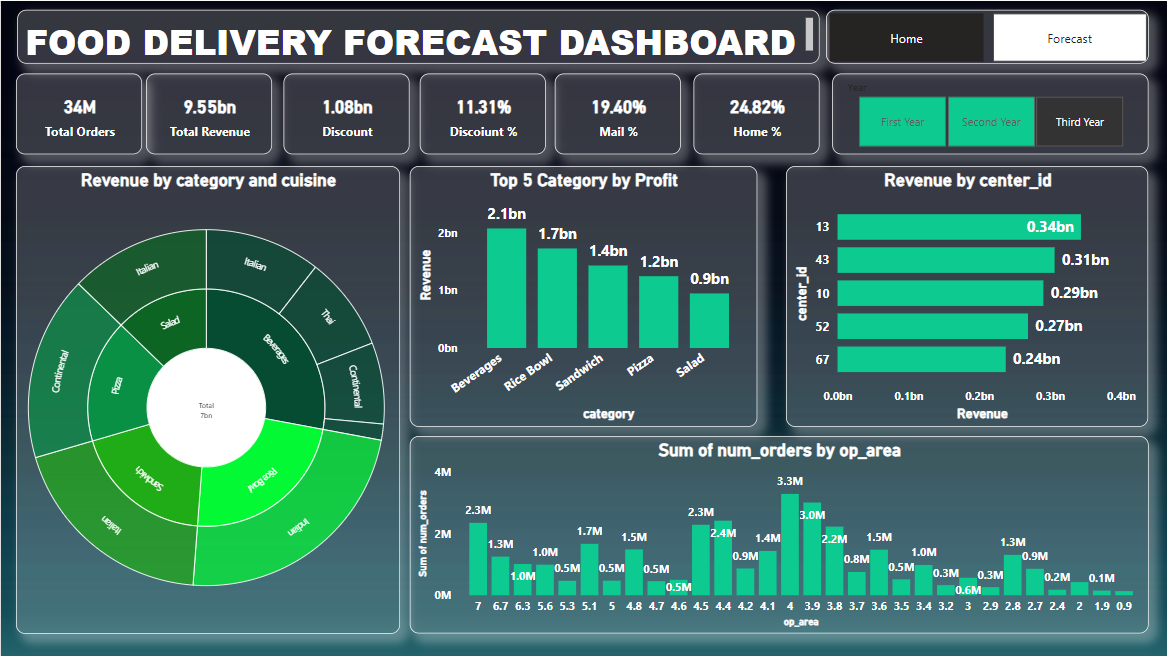 FOOD DELIVERY FORECAST DASHBOARD
Home
Forecast
34M
Total Orders
9.55bn
Total Revenue
1.08bn
Discount
11.31%
Discoiunt %
19.40%
Mail %
24.82%
Home %
Year
First Year
Second Year
Third Year
Revenue by category and cuisine
Italian
Italian
Thai
Continental
Continental
Salad
Beverages
Pizza
Total
7bn
Sandwich
Rice Bowl
Italian
Indian
Top 5 Category by Profit
Revenue
2bn
1bn
0bn
2.1bn
1.7bn
1.4bn
1.2bn
0.9bn
Beverages
Rice Bowl
Sandwich
Pizza
Salad
category
Revenue by center_id
center_id
13 0.34bn
43 0.31bn
10 0.29bn
52 0.27bn
67 0.24bn
0.0bn 0.1bn 0.2bn 0.3bn 0.4bn
Revenue
Sum of num_orders by op_area
Sum of num_orders
4M
2M
0M
2.3M 1.3M 1.0M 1.0M 0.5M 1.7M 0.5M 1.5M 0.5M 0.5M 2.3M 2.4M 0.9M 1.4M 3.3M 3.0M 2.2M 0.8M 1.5M 0.5M 1.0M 0.3M 0.6M 0.3M 1.3M 0.9M 0.2M 0.1M
7 6.7 6.3 5.6 5.3 5.1 5 4.8 4.7 4.6 4.5 4.4 4.2 4.1 4 3.9 3.8 3.7 3.6 3.5 3.4 3.2 3 2.9 2.8 2.7 2.4 2 1.9 0.9
op_area